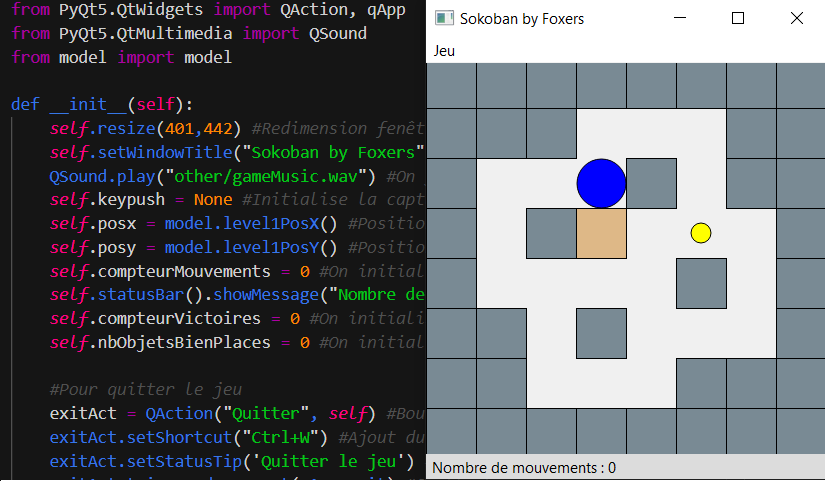 from PyQt5.QtWidgets import QAction, qApp
from PyQt5.QtMultimedia import QSound
from model import model
def __init__(self):
self.resize(401,442) #Redimension fenêt
self.setWindowTitle("Sokoban by Foxers"
QSound.play("other/gameMusic.wav") #On
self.keypush = None #Initialise la capt
self.posx = model.level1PosX() #Positio
self.posy = model.level1PosY() #Positio
self.compteurMouvements = 0 #On initial
self.statusBar().showMessage("Nombre de
self.compteurVictoires = 0 #On initiali
self.nbObjetsBienPlaces = 0 #On initial
#Pour quitter le jeu
exitAct = QAction("Quitter", self) #Bou
exitAct.setShortcut("Ctrl+W") #Ajout du
exitAct.setStatusTip('Quitter le jeu')
Sokoban by Foxers
Jeu
Nombre de mouvements : 0